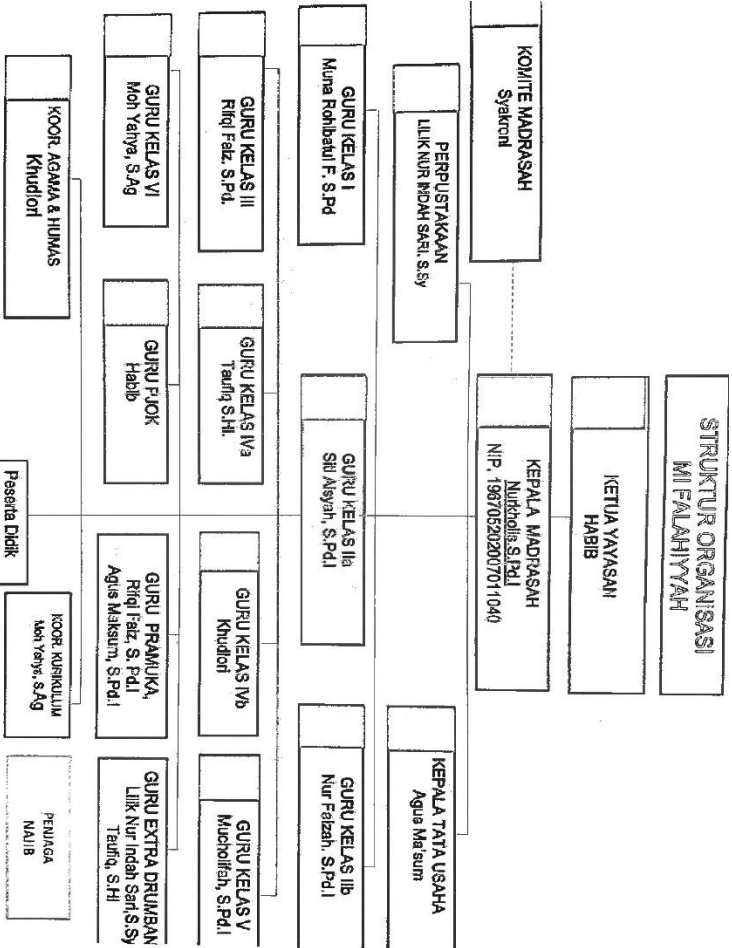 STRUKTUR ORGANISASI
MI FALAHIYYAH
KETUA YAYASAN
HABIB
KOMITE MADRASAH
Syakroni
KEPALA MADRASAH
Nurkholis.S.Pd.I
NIP. 196705202007011040
PERPUSTAKAAN
LILIK NUR INDAH SARI. S.Sy
KEPALA TATA USAHA
Agus Ma'sum
GURU KELAS I
Muna Rohibatul F. S.Pd
GURU KELAS IIa
Siti Aisyah, S.Pd.I
GURU KELAS IIb
Nur Faizah. S.Pd.I
GURU KELAS III
Rifqi Faiz. S.Pd.
GURU KELAS IVa
Taufiq S.HI.
GURU KELAS IVb
Khudlori
GURU KELAS V
Mucholifah, S.Pd.I
GURU KELAS VI
Moh Yahya, S.Ag
GURU PJOK
Habib
GURU PRAMUKA,
Rifqi Faiz, S. Pd.I
Agus Maksum, S.Pd.I
GURU EXTRA DRUMBAN
Lilik Nur Indah Sari,S.Sy
Taufiq, S.HI
KOOR. AGAMA & HUMAS
Khudlori
KOOR. KURIKULUM
Moh Yahya, S.Ag
PENJAGA
NAJIB
Peserta Didik